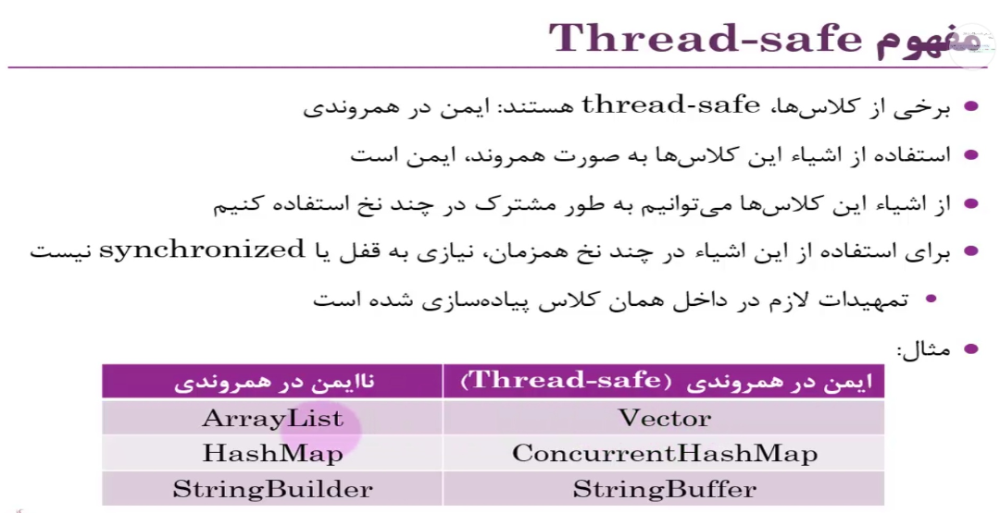 مفهوم Thread-safe
برخی از کلاس‌ها، thread-safe هستند: ایمن در همروندی
استفاده از اشیاء این کلاس‌ها به صورت همروند، ایمن است
از اشیاء این کلاس‌ها می‌توانیم به طور مشترک در چند نخ استفاده کنیم
برای استفاده از این اشیاء در چند نخ همزمان، نیازی به قفل یا synchronized نیست
تمهیدات لازم در داخل همان کلاس پیاده‌سازی شده است
مثال:
ایمن در همروندی (Thread-safe) ناایمن در همروندی
Vector ArrayList
ConcurrentHashMap HashMap
StringBuffer StringBuilder